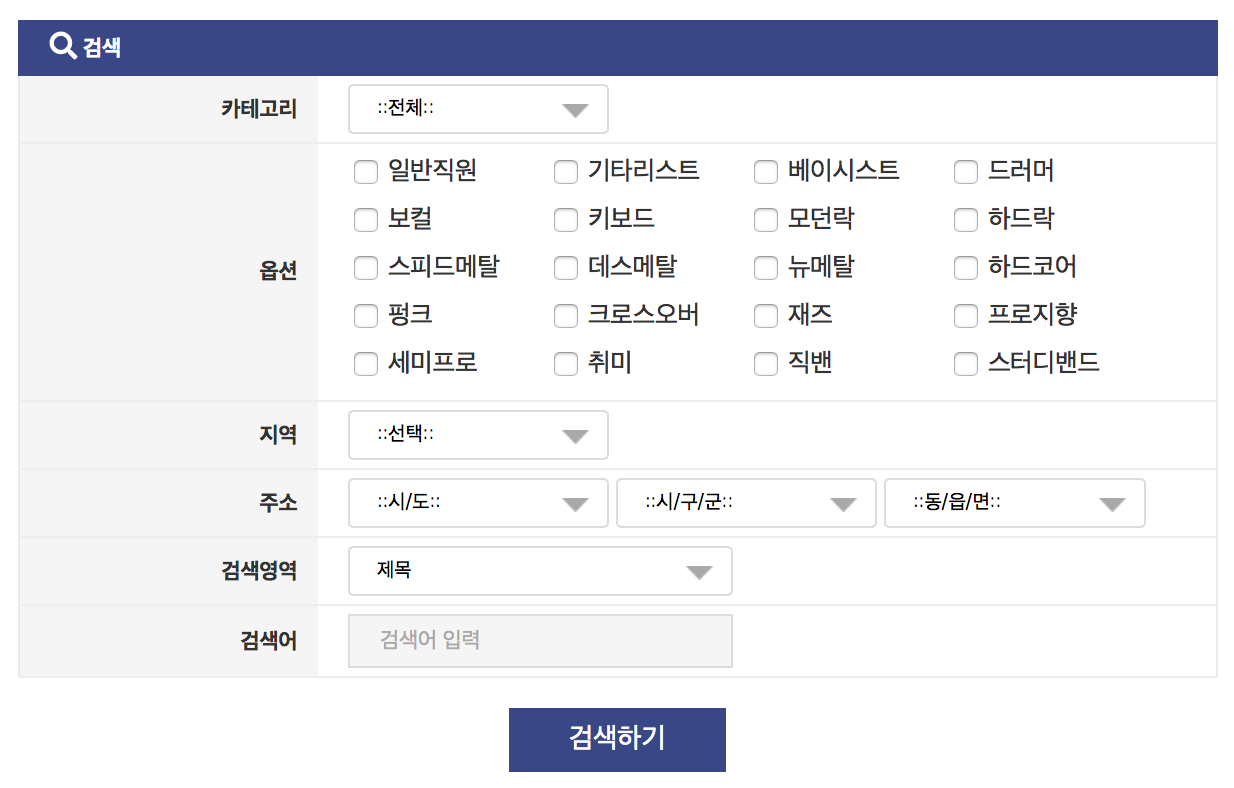 검색
카테고리 ::전체::
옵션
일반직원 기타리스트 베이시스트 드러머
보컬 키보드 모던락 하드락
스피드메탈 데스메탈 뉴메탈 하드코어
펑크 크로스오버 재즈 프로지향
세미프로 취미 직밴 스터디밴드
지역 ::선택::
주소 ::시/도:: ::시/구/군:: ::동/읍/면::
검색영역 제목
검색어 검색어 입력
검색하기